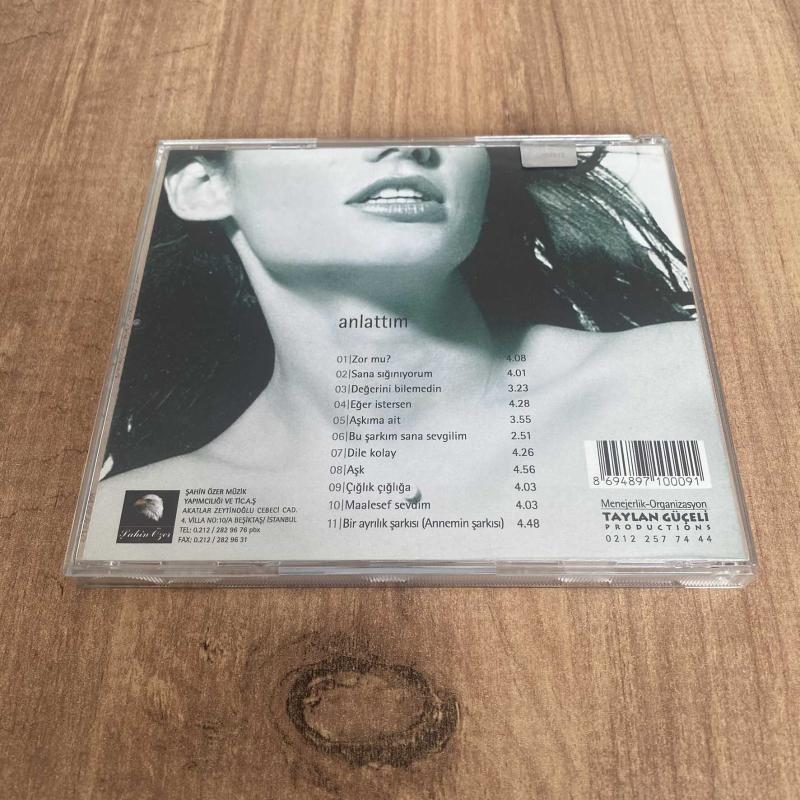 anlattım
01|Zor mu? 4.08
02|Sana sığınıyorum 4.01
03|Değerini bilemedin 3.23
04|Eğer istersen 4.28
05|Aşkıma ait 3.55
06|Bu şarkım sana sevgilim 2.51
07|Dile kolay 4.26
08|Aşk 4.56
09|Çığlık çığlığa 4.03
10|Maalesef sevdim 4.03
11|Bir ayrılık şarkısı (Annemin şarkısı) 4.48
Şahin Özer
ŞAHİN ÖZER MÜZİK
YAPIMCILIĞI VE TİC.A.Ş
AKATLAR ZEYTİNOĞLU CEBECİ CAD.
4. VİLLA NO:10/A BEŞİKTAŞ/ İSTANBUL
TEL: 0.212 / 282 96 76 pbx
FAX: 0.212 / 282 96 31
8 694897 100091
Menejerlik-Organizasyon
TAYLAN GÜÇELİ
PRODUCTIONS
0212 257 74 44